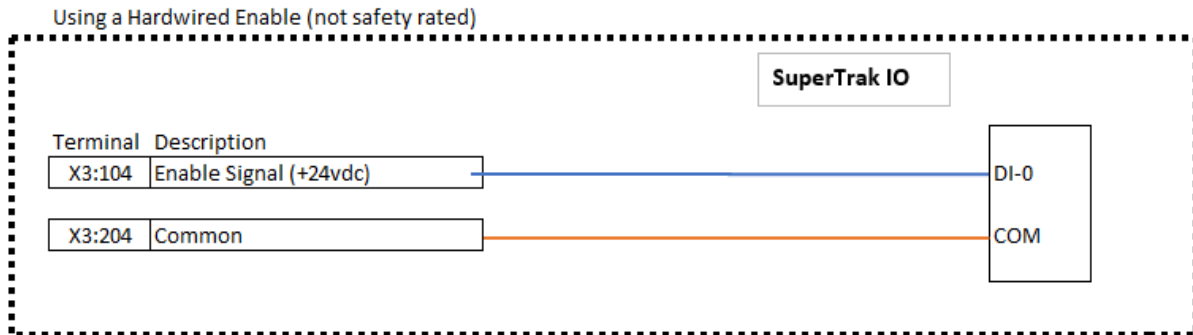 Using a Hardwired Enable (not safety rated)
SuperTrak IO
Terminal Description
X3:104 Enable Signal (+24vdc) DI-0
X3:204 Common COM